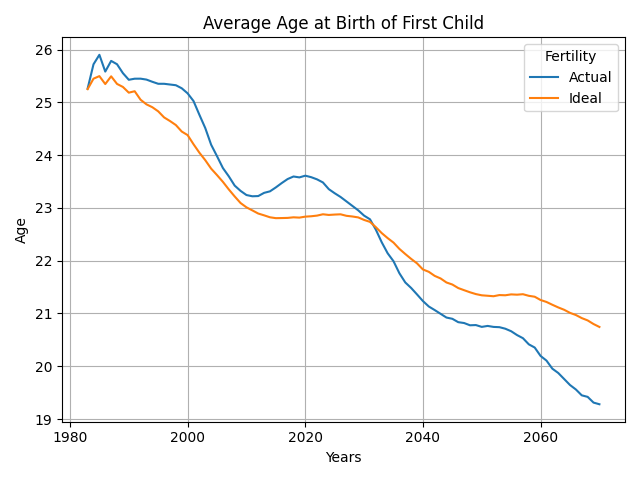 Average Age at Birth of First Child
Fertility
Actual
Ideal
Age
26
25
24
23
22
21
20
19
1980
2000
2020
2040
2060
Years